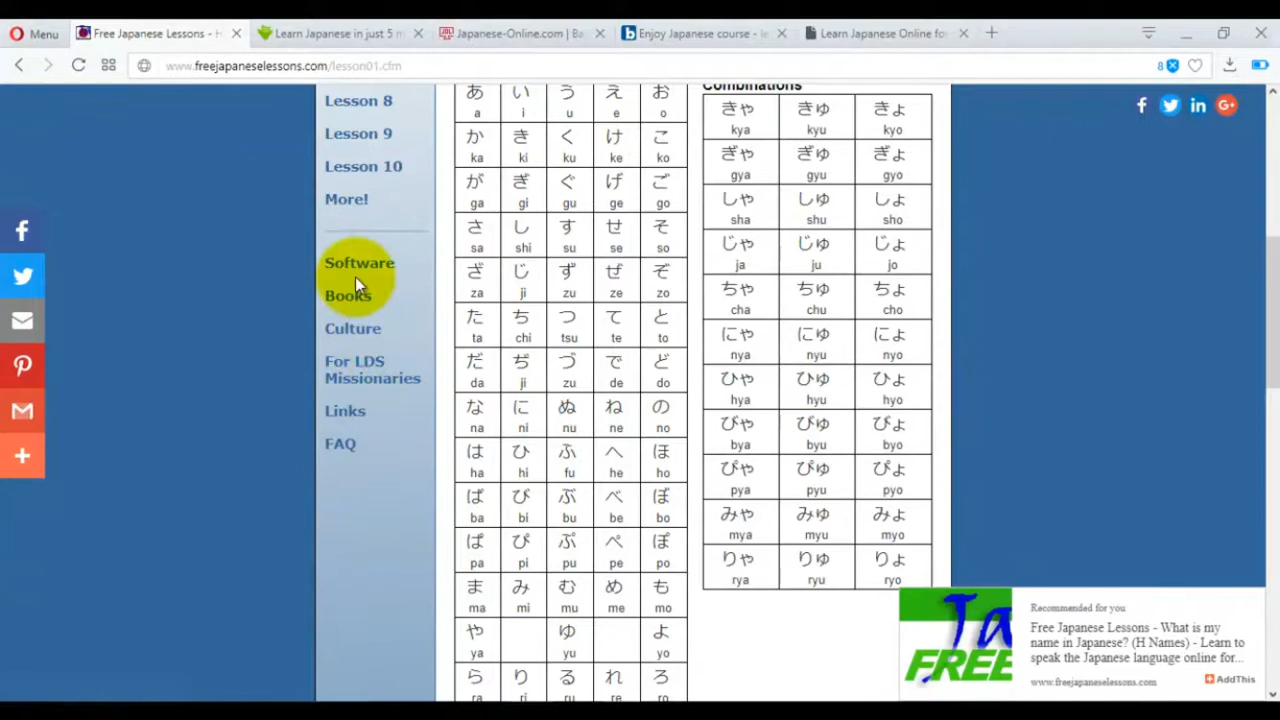 Menu
Free Japanese Lessons - H
Learn Japanese in just 5 m
Japanese-Online.com | Ba
Enjoy Japanese course - le
Learn Japanese Online fo
www.freejapaneselessons.com/lesson01.cfm
8
Lesson 8
Lesson 9
Lesson 10
More!
Software
Books
Culture
For LDS
Missionaries
Links
FAQ
あ い う え お
a i u e o
か き く け こ
ka ki ku ke ko
が ぎ ぐ げ ご
ga gi gu ge go
さ し す せ そ
sa shi su se so
ざ じ ず ぜ ぞ
za ji zu ze zo
た ち つ て と
ta chi tsu te to
だ ぢ づ で ど
da ji zu de do
な に ぬ ね の
na ni nu ne no
は ひ ふ へ ほ
ha hi fu he ho
ば び ぶ べ ぼ
ba bi bu be bo
ぱ ぴ ぷ ぺ ぽ
pa pi pu pe po
ま み む め も
ma mi mu me mo
や ゆ よ
ya yu yo
ら り る れ ろ
ra ri ru re ro
Combinations
きゃ きゅ きょ
kya kyu kyo
ぎゃ ぎゅ ぎょ
gya gyu gyo
しゃ しゅ しょ
sha shu sho
じゃ じゅ じょ
ja ju jo
ちゃ ちゅ ちょ
cha chu cho
にゃ にゅ にょ
nya nyu nyo
ひゃ ひゅ ひょ
hya hyu hyo
びゃ びゅ びょ
bya byu byo
ぴゃ ぴゅ ぴょ
pya pyu pyo
みゃ みゅ みょ
mya myu myo
りゃ りゅ りょ
rya ryu ryo
Ja
FREE
Recommended for you
Free Japanese Lessons - What is my
name in Japanese? (H Names) - Learn to
speak the Japanese language online for...
www.freejapaneselessons.com
AddThis